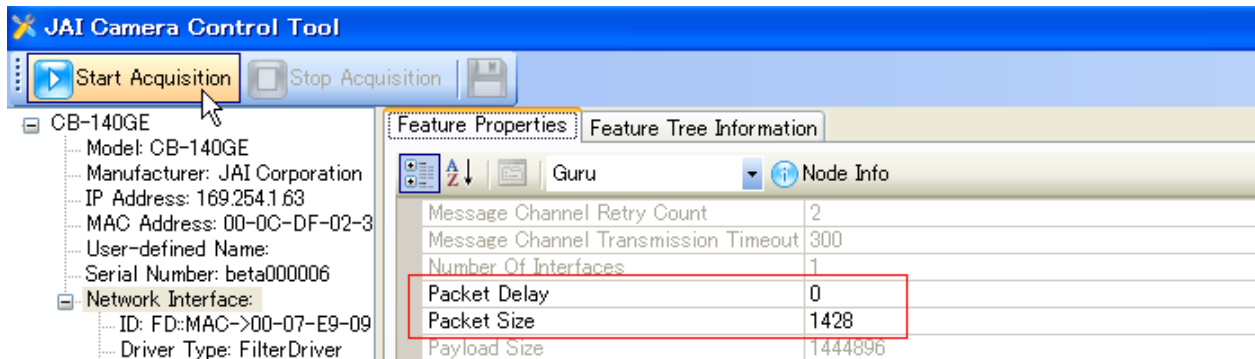 JAI Camera Control Tool
Start Acquisition Stop Acquisition
CB-140GE
Model: CB-140GE
Manufacturer: JAI Corporation
IP Address: 169.254.1.63
MAC Address: 00-0C-DF-02-3
User-defined Name:
Serial Number: beta000006
Network Interface:
ID: FD::MAC->00-07-E9-09
Driver Type: FilterDriver
Feature Properties Feature Tree Information
A Z Guru i Node Info
Message Channel Retry Count 2
Message Channel Transmission Timeout 300
Number Of Interfaces 1
Packet Delay 0
Packet Size 1428
Payload Size 1444896